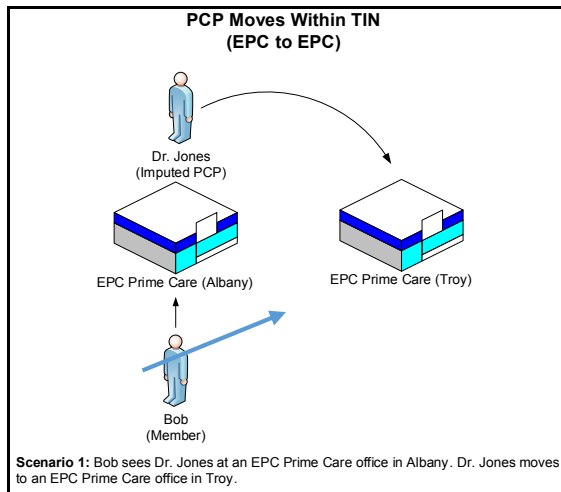 PCP Moves Within TIN
(EPC to EPC)
Dr. Jones
(Imputed PCP)
EPC Prime Care (Albany)
EPC Prime Care (Troy)
Bob
(Member)
Scenario 1: Bob sees Dr. Jones at an EPC Prime Care office in Albany. Dr. Jones moves
to an EPC Prime Care office in Troy.